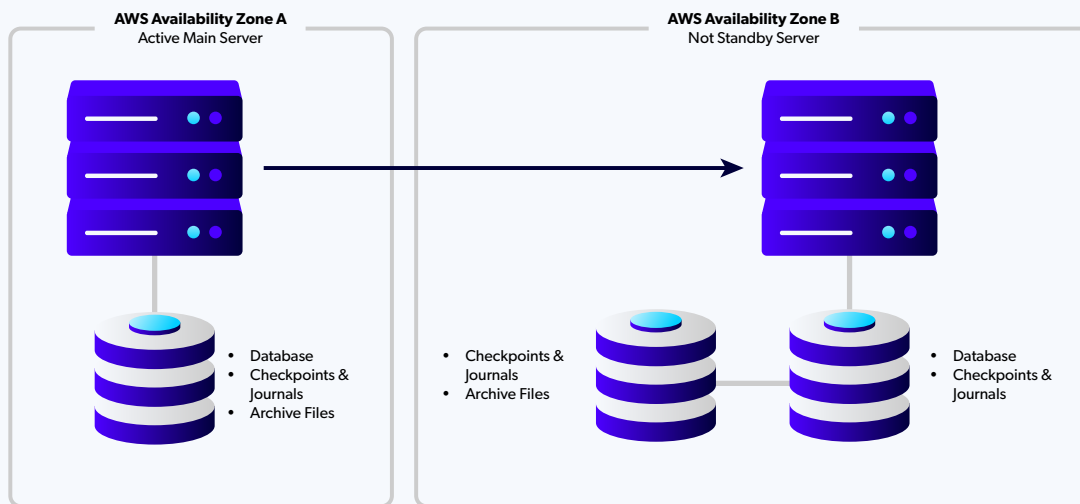 AWS Availability Zone A
Active Main Server
AWS Availability Zone B
Not Standby Server
• Database
• Checkpoints &
Journals
• Archive Files
• Checkpoints &
Journals
• Archive Files
• Database
• Checkpoints &
Journals